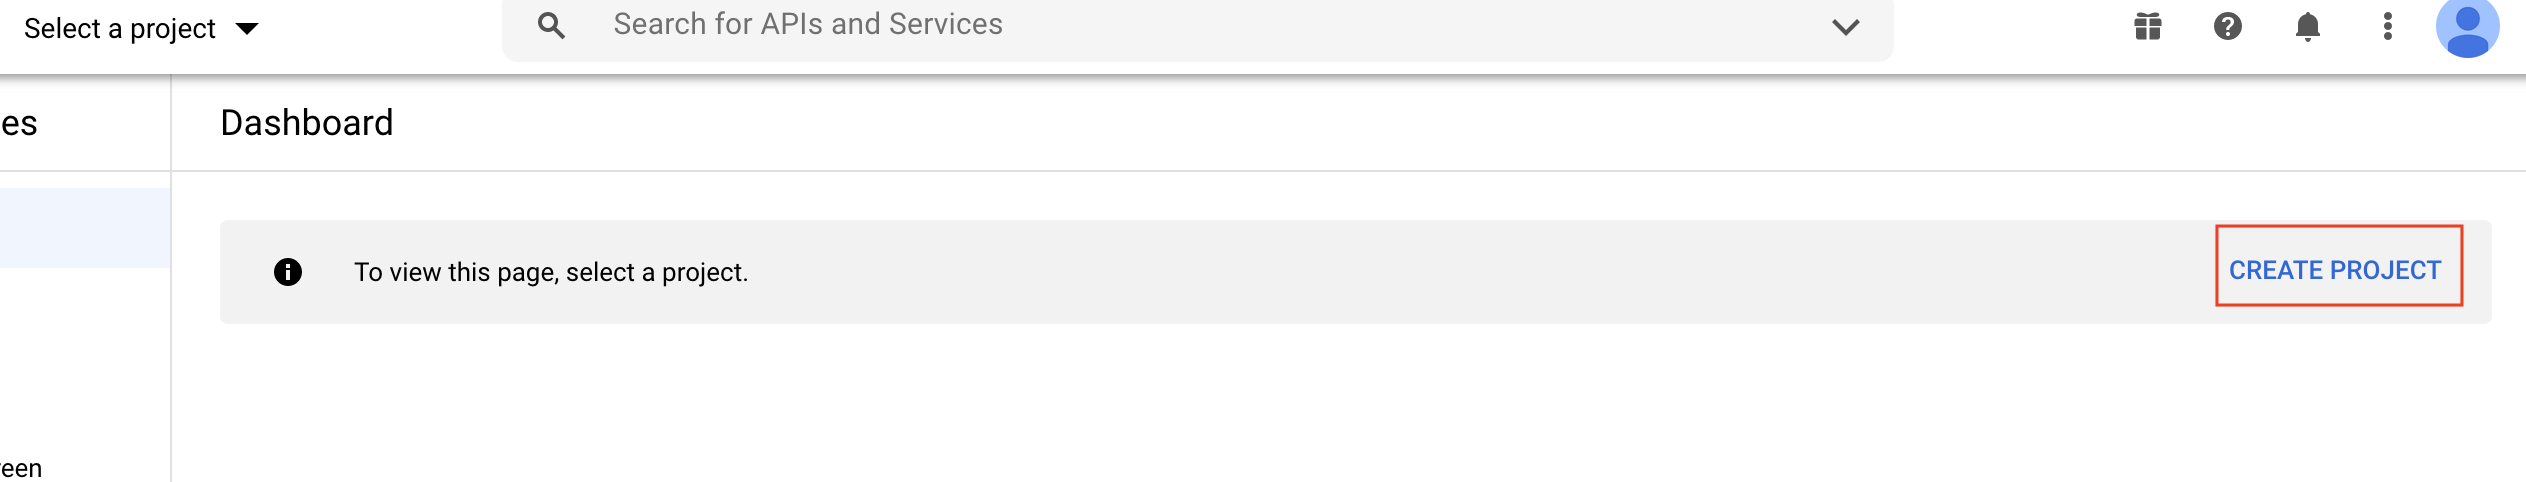 Select a project
Search for APIs and Services
es
Dashboard
To view this page, select a project.
CREATE PROJECT
een